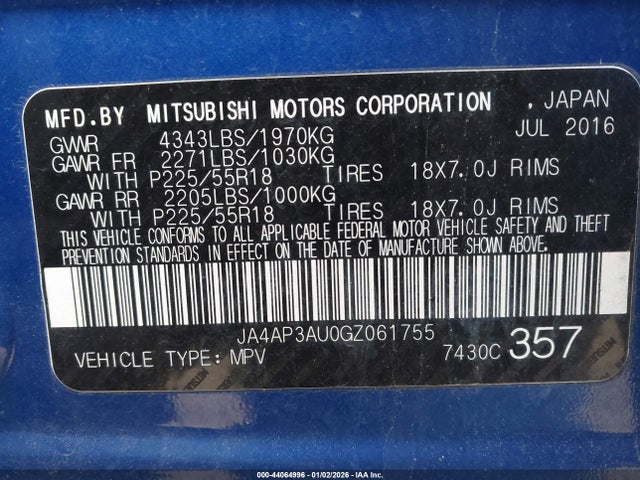 MFD.BY MITSUBISHI MOTORS CORPORATION , JAPAN
JUL 2016
GVWR 4343LBS/1970KG
GAWR FR 2271LBS/1030KG
WITH P225/55R18 TIRES 18X7.0J RIMS
GAWR RR 2205LBS/1000KG
WITH P225/55R18 TIRES 18X7.0J RIMS
THIS VEHICLE CONFORMS TO ALL APPLICABLE FEDERAL MOTOR VEHICLE SAFETY AND THEFT
PREVENTION STANDARDS IN EFFECT ON THE DATE OF MANUFACTURE SHOWN ABOVE.
JA4AP3AU0GZ061755
VEHICLE TYPE:MPV 7430C 357
000-44064996 - 01/02/2026 - IAA Inc.